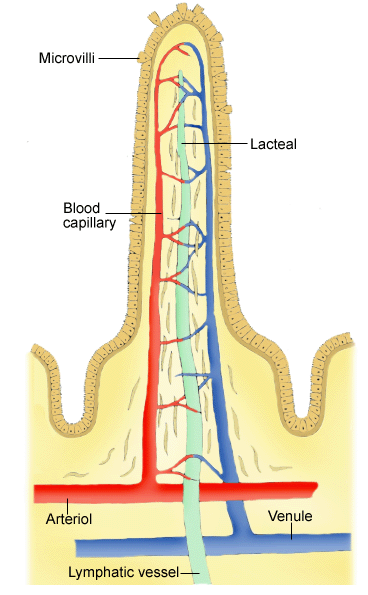 Microvilli
Lacteal
Blood
capillary
Arteriol
Venule
Lymphatic vessel